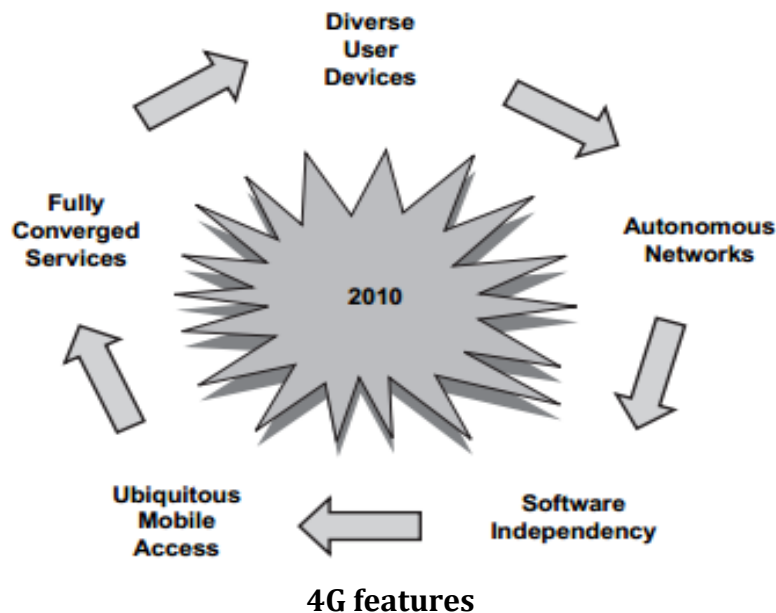 Diverse
User
Devices
Autonomous
Networks
Software
Independency
Ubiquitous
Mobile
Access
Fully
Converged
Services
2010
4G features